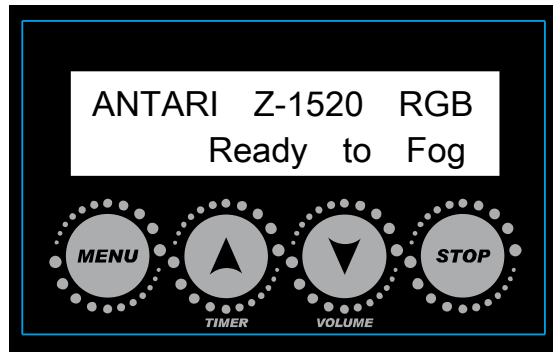 ANTARI Z-1520 RGB
Ready to Fog
MENU
STOP
TIMER
VOLUME